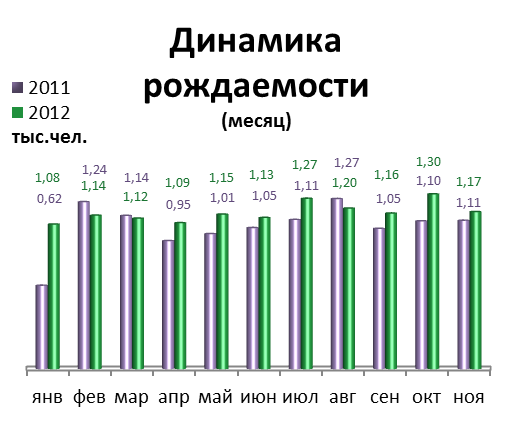 Динамика
рождаемости
(месяц)
2011
2012
тыс.чел.
1,08 1,24 1,14 1,09 1,15 1,13 1,27 1,27 1,16 1,30 1,17
0,62 1,14 1,12 0,95 1,01 1,05 1,11 1,20 1,05 1,10 1,11
янв фев мар апр май июн июл авг сен окт ноя